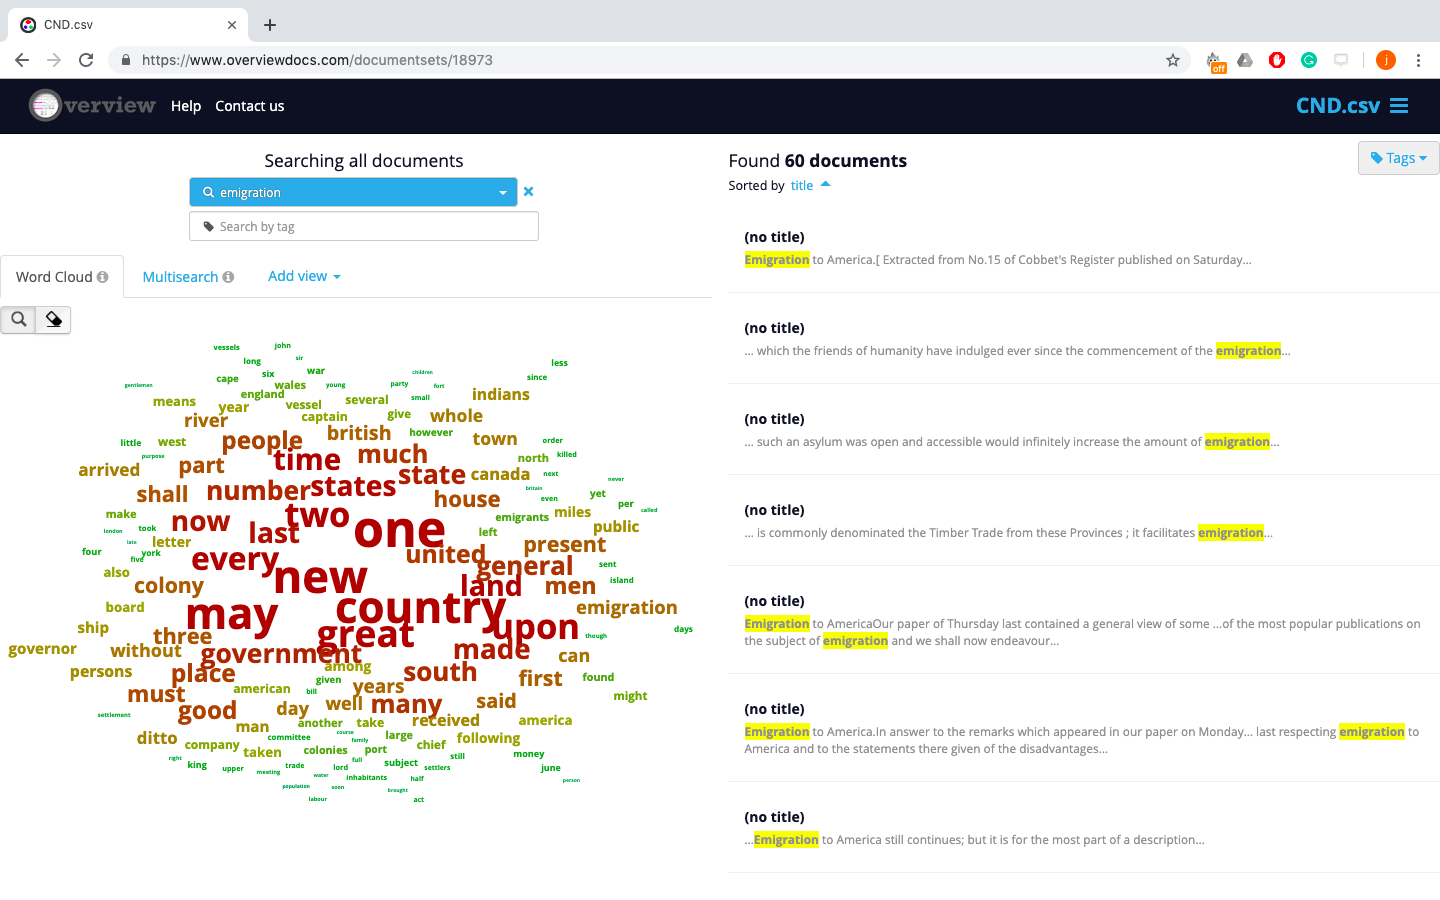 CND.csv
https://www.overviewdocs.com/documentsets/18973
off
j
verview Help Contact us CND.csv
Searching all documents
emigration
Search by tag
Word Cloud Multisearch Add view
vessels john
sir
long less
six war
cape children since
gentlemen wales young party fort
england small indians
means vessel several
year captain give whole
river
people british however town
little west order
time much north killed
purpose
arrived part state canada next
never
shall number states house britain
even yet
make two one emigrants miles per called
now last left public
london took
late letter present
four york every united
five general sent
also new land men island
colony
board may country emigration
ship great upon though days
three
governor without government made can
persons place among south first found
given
must american bill years might
good day well many said
settlement man another take received america
ditto company committee course large chief following
family
taken colonies port still money
right king trade full subject settlers june
upper meeting lord
water inhabitants half person
population soon brought
labour act
Found 60 documents
Tags
Sorted by title
(no title)
Emigration to America.[ Extracted from No.15 of Cobbet's Register published on Saturday...
(no title)
... which the friends of humanity have indulged ever since the commencement of the emigration...
(no title)
... such an asylum was open and accessible would infinitely increase the amount of emigration...
(no title)
... is commonly denominated the Timber Trade from these Provinces ; it facilitates emigration...
(no title)
Emigration to AmericaOur paper of Thursday last contained a general view of some ...of the most popular publications on
the subject of emigration and we shall now endeavour...
(no title)
Emigration to America.In answer to the remarks which appeared in our paper on Monday... last respecting emigration to
America and to the statements there given of the disadvantages...
(no title)
...Emigration to America still continues; but it is for the most part of a description...